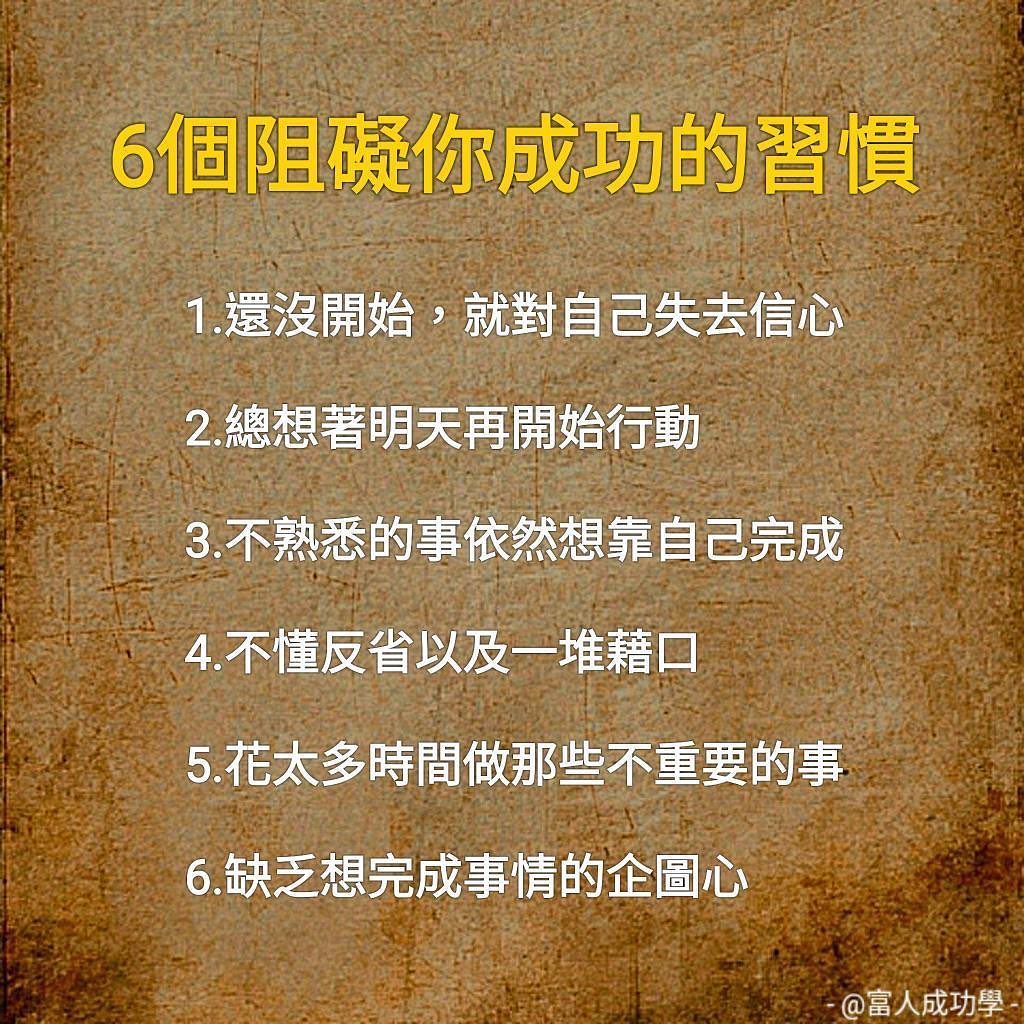 6個阻礙你成功的習慣
1.還沒開始，就對自己失去信心
2.總想著明天再開始行動
3.不熟悉的事依然想靠自己完成
4.不懂反省以及一堆藉口
5.花太多時間做那些不重要的事
6.缺乏想完成事情的企圖心
- @富人成功學 -